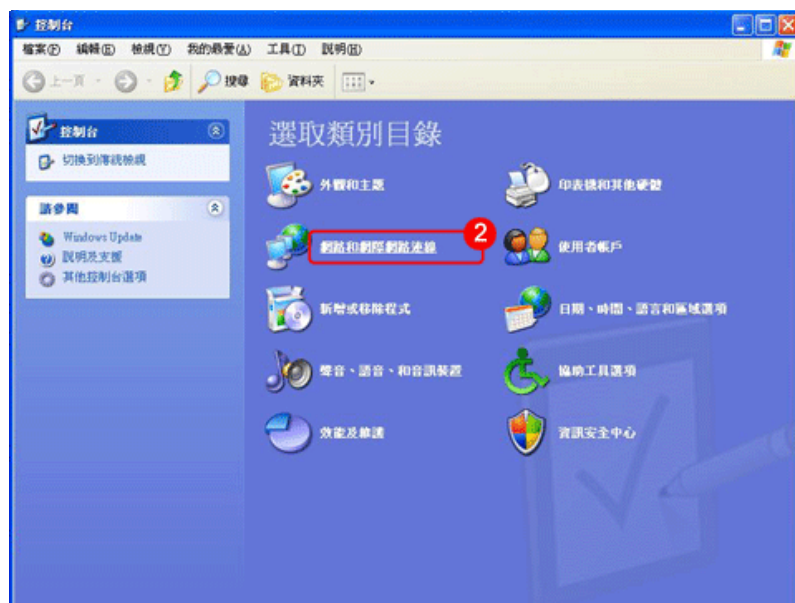 控制台
檔案(F) 編輯(E) 檢視(V) 我的最愛(A) 工具(T) 說明(H)
上一頁 搜尋 資料夾
控制台
切換到傳統檢視
請參閱
Windows Update
說明及支援
其他控制台選項
選取類別目錄
外觀和主題
印表機和其他硬體
網路和網際網路連線
2
使用者帳戶
新增或移除程式
日期、時間、語言和區域選項
聲音、語音、和音訊裝置
協助工具選項
效能及維護
資訊安全中心